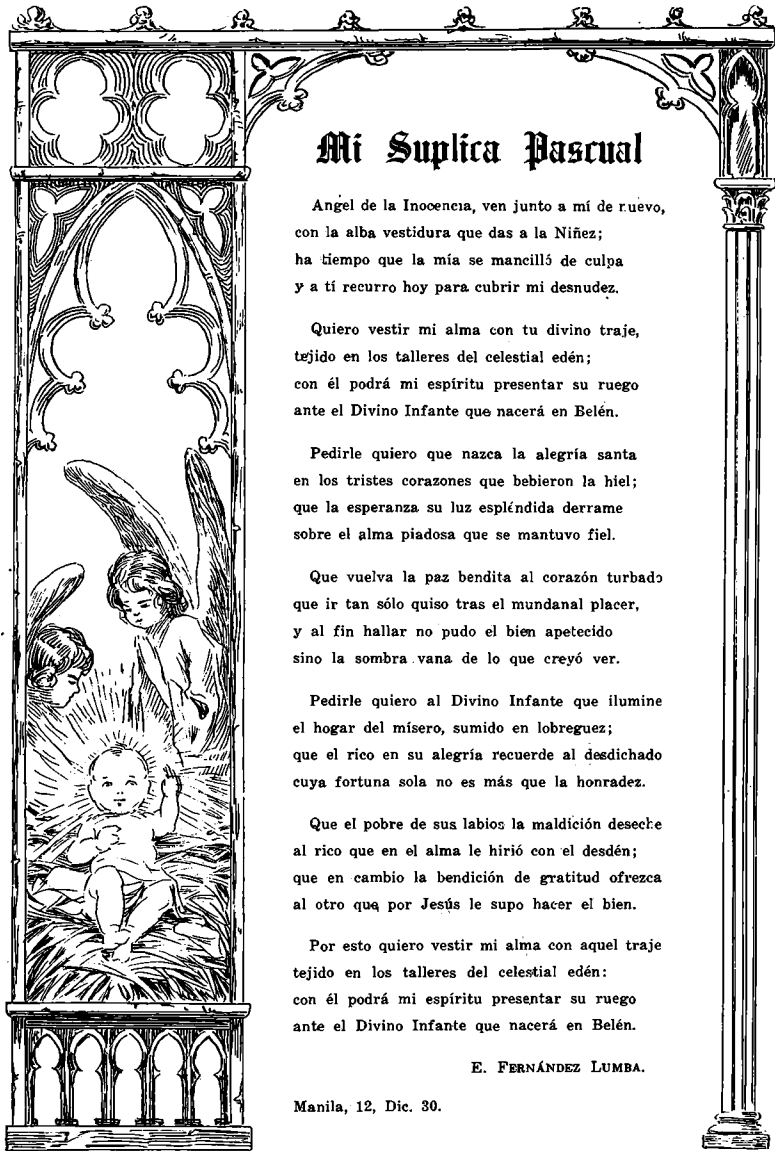 Mi Suplica Pascual
Angel de la Inocencia, ven junto a mí de nuevo,
con la alba vestidura que das a la Niñez;
ha tiempo que la mía se mancilló de culpa
y a tí recurro hoy para cubrir mi desnudez.
Quiero vestir mi alma con tu divino traje,
tejido en los talleres del celestial edén;
con él podrá mi espíritu presentar su ruego
ante el Divino Infante que nacerá en Belén.
Pedirle quiero que nazca la alegría santa
en los tristes corazones que bebieron la hiel;
que la esperanza su luz espléndida derrame
sobre el alma piadosa que se mantuvo fiel.
Que vuelva la paz bendita al corazón turbado
que ir tan sólo quiso tras el mundanal placer,
y al fin hallar no pudo el bien apetecido
sino la sombra vana de lo que creyó ver.
Pedirle quiero al Divino Infante que ilumine
el hogar del mísero, sumido en lobreguez;
que el rico en su alegría recuerde al desdichado
cuya fortuna sola no es más que la honradez.
Que el pobre de sus labios la maldición deseche
al rico que en el alma le hirió con el desdén;
que en cambio la bendición de gratitud ofrezca
al otro que por Jesús le supo hacer el bien.
Por esto quiero vestir mi alma con aquel traje
tejido en los talleres del celestial edén:
con él podrá mi espíritu presentar su ruego
ante el Divino Infante que nacerá en Belén.
E. FERNÁNDEZ LUMBA.
Manila, 12, Dic. 30.